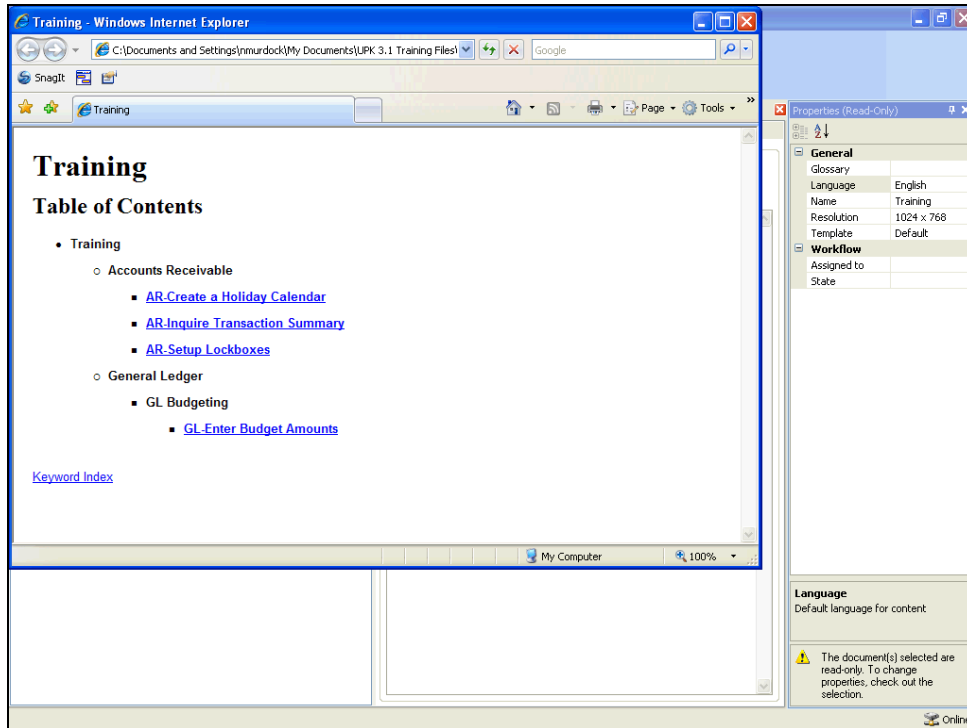 Training - Windows Internet Explorer
C:\Documents and Settings\nmurdock\My Documents\UPK 3.1 Training Files\
Google
SnagIt
Training
Page
Tools
»
Training
Table of Contents
• Training
○ Accounts Receivable
▪ AR-Create a Holiday Calendar
▪ AR-Inquire Transaction Summary
▪ AR-Setup Lockboxes
○ General Ledger
▪ GL Budgeting
▪ GL-Enter Budget Amounts
Keyword Index
My Computer
100%
Properties (Read-Only)
General
Glossary
Language English
Name Training
Resolution 1024 x 768
Template Default
Workflow
Assigned to
State
Language
Default language for content
The document(s) selected are
read-only. To change
properties, check out the
selection.
Online